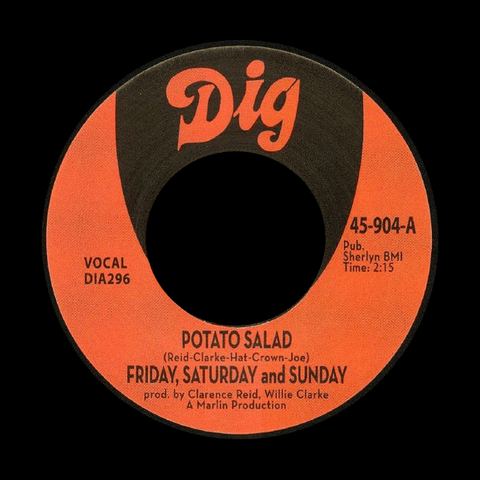 Dig
45-904-A
Pub.
Sherlyn BMI
Time: 2:15
VOCAL
DIA296
POTATO SALAD
(Reid-Clarke-Hat-Crown-Joe)
FRIDAY, SATURDAY and SUNDAY
prod. by Clarence Reid, Willie Clarke
A Marlin Production